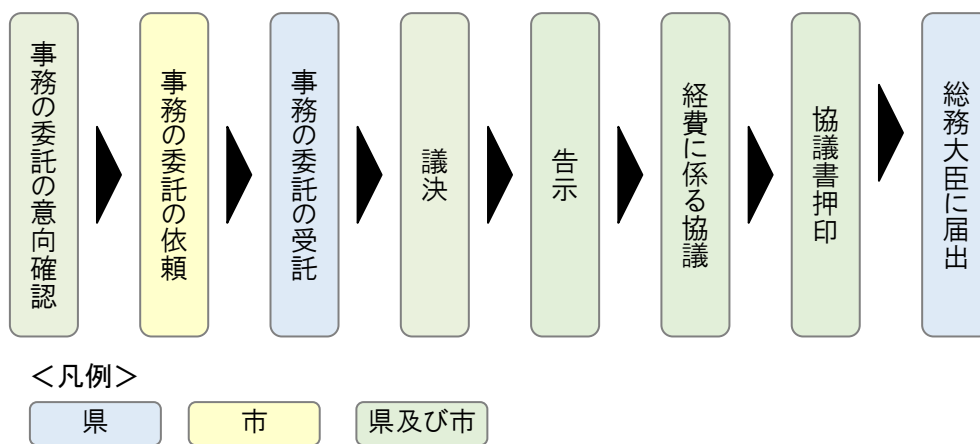 事務の委託の意向確認
事務の委託の依頼
事務の委託の受託
議決
告示
経費に係る協議
協議書押印
総務大臣に届出
＜凡例＞
県
市
県及び市